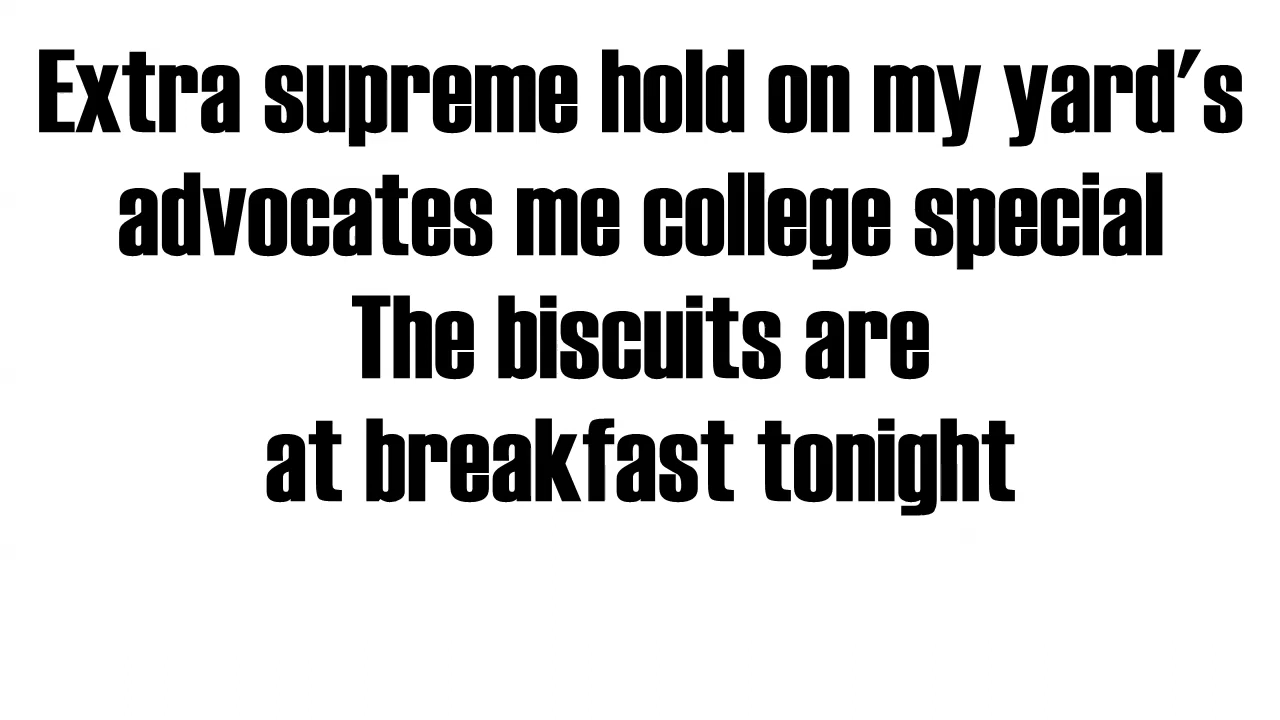 Extra supreme hold on my yard's
advocates me college special
The biscuits are
at breakfast tonight